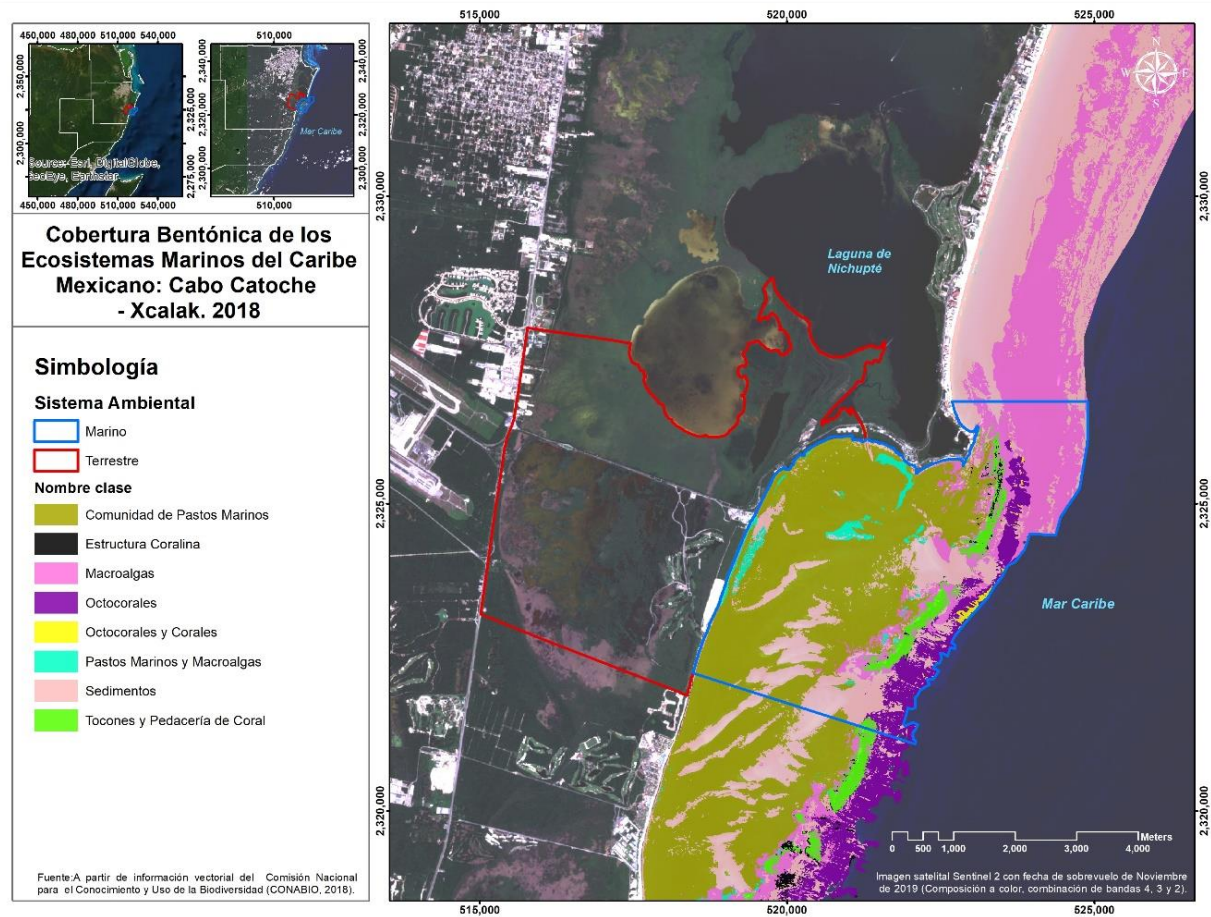 450,000 480,000 510,000 540,000
510,000
2,350,000
2,300,000
2,325,000
2,275,000
2,340,000
2,320,000
2,300,000
Mar Caribe
Source: Esri, DigitalGlobe,
GeoEye, Earthstar
450,000 480,000 510,000 540,000
510,000
Cobertura Bentónica de los
Ecosistemas Marinos del Caribe
Mexicano: Cabo Catoche
- Xcalak. 2018
Simbología
Sistema Ambiental
Marino
Terrestre
Nombre clase
Comunidad de Pastos Marinos
Estructura Coralina
Macroalgas
Octocorales
Octocorales y Corales
Pastos Marinos y Macroalgas
Sedimentos
Tocones y Pedacería de Coral
Fuente:A partir de información vectorial del Comisión Nacional
para el Conocimiento y Uso de la Biodiversidad (CONABIO, 2018).
515,000 520,000 525,000
N
W E
S
2,330,000
2,330,000
Laguna de
Nichupté
2,325,000
2,325,000
Mar Caribe
2,320,000
2,320,000
Meters
0 500 1,000 2,000 3,000 4,000
Imagen satelital Sentinel 2 con fecha de sobrevuelo de Noviembre
de 2019 (Composición a color, combinación de bandas 4, 3 y 2).
515,000 520,000 525,000